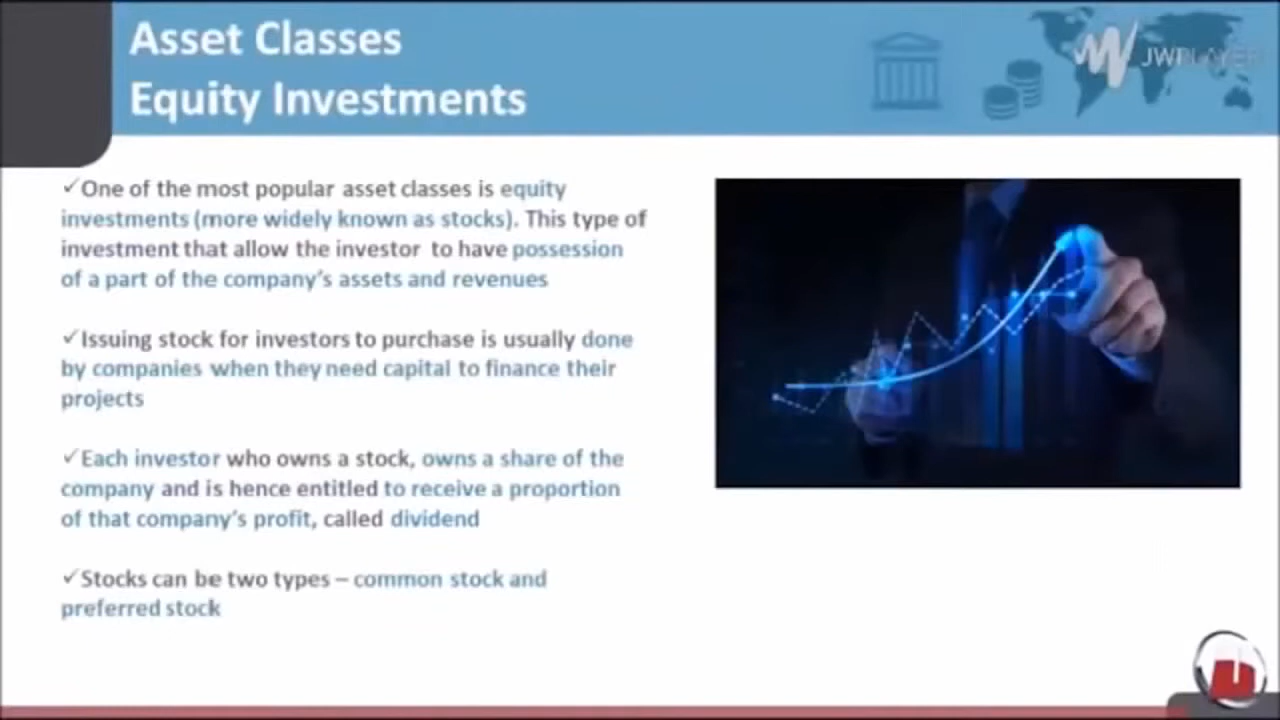 Asset Classes
Equity Investments
JWPLAYER
✓One of the most popular asset classes is equity
investments (more widely known as stocks). This type of
investment that allow the investor to have possession
of a part of the company's assets and revenues
✓Issuing stock for investors to purchase is usually done
by companies when they need capital to finance their
projects
✓Each investor who owns a stock, owns a share of the
company and is hence entitled to receive a proportion
of that company's profit, called dividend
✓Stocks can be two types – common stock and
preferred stock